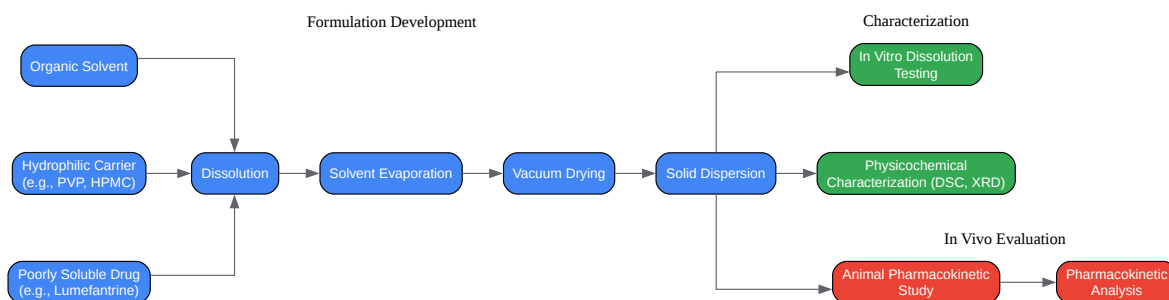 Formulation Development
Characterization
Organic Solvent
In Vitro Dissolution
Testing
Hydrophilic Carrier
(e.g., PVP, HPMC)
Dissolution
Solvent Evaporation
Vacuum Drying
Solid Dispersion
Physicochemical
Characterization (DSC, XRD)
In Vivo Evaluation
Poorly Soluble Drug
(e.g., Lumefantrine)
Animal Pharmacokinetic
Study
Pharmacokinetic
Analysis